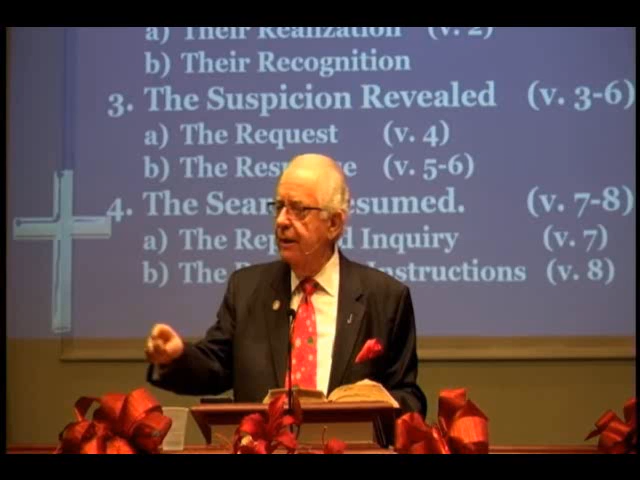 a) Their Realization (v. 2)
b) Their Recognition
3. The Suspicion Revealed (v. 3-6)
a) The Request (v. 4)
b) The (v. 5-6)
4. The (v. 7-8)
a) The Inquiry (v. 7)
b) The Instructions (v. 8)